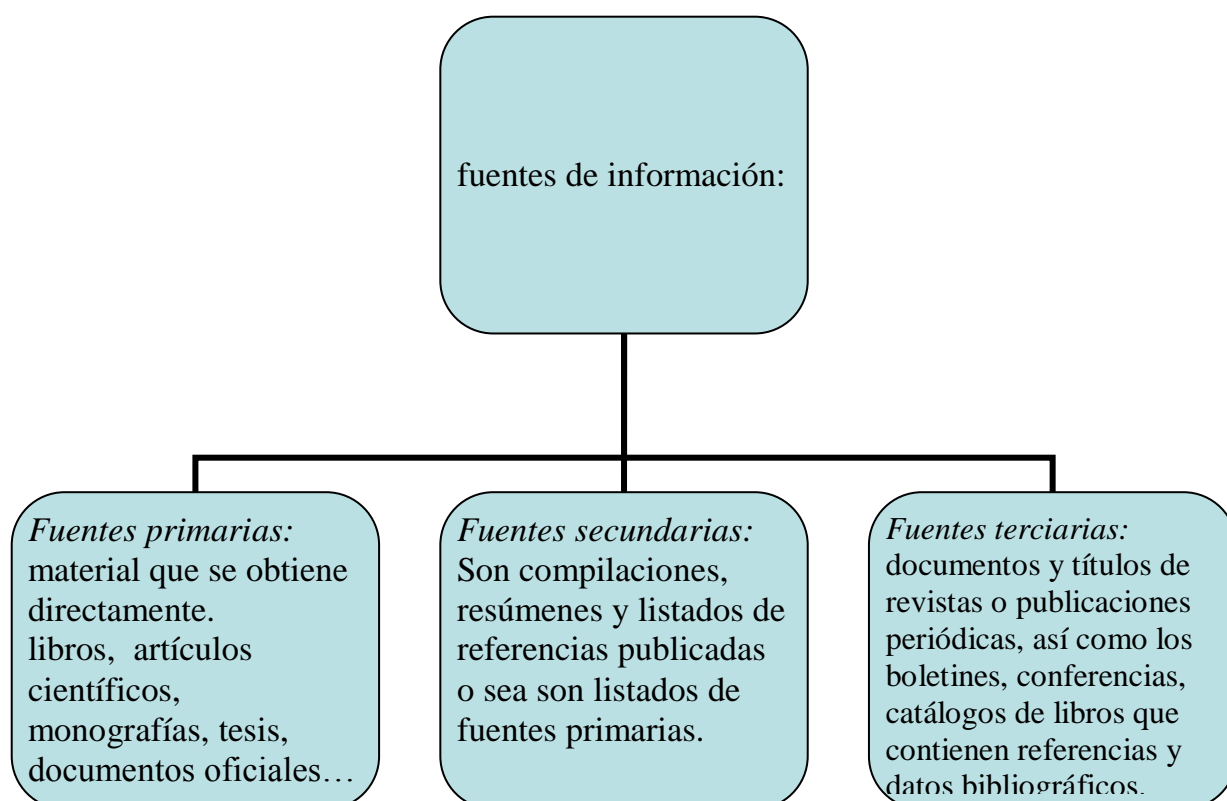 fuentes de información:
Fuentes primarias:
material que se obtiene
directamente.
libros,  artículos
científicos,
monografías, tesis,
documentos oficiales…
Fuentes secundarias:
Son compilaciones,
resúmenes y listados de
referencias publicadas
o sea son listados de
fuentes primarias.
Fuentes terciarias:
documentos y títulos de
revistas o publicaciones
periódicas, así como los
boletines, conferencias,
catálogos de libros que
contienen referencias y
datos bibliográficos.